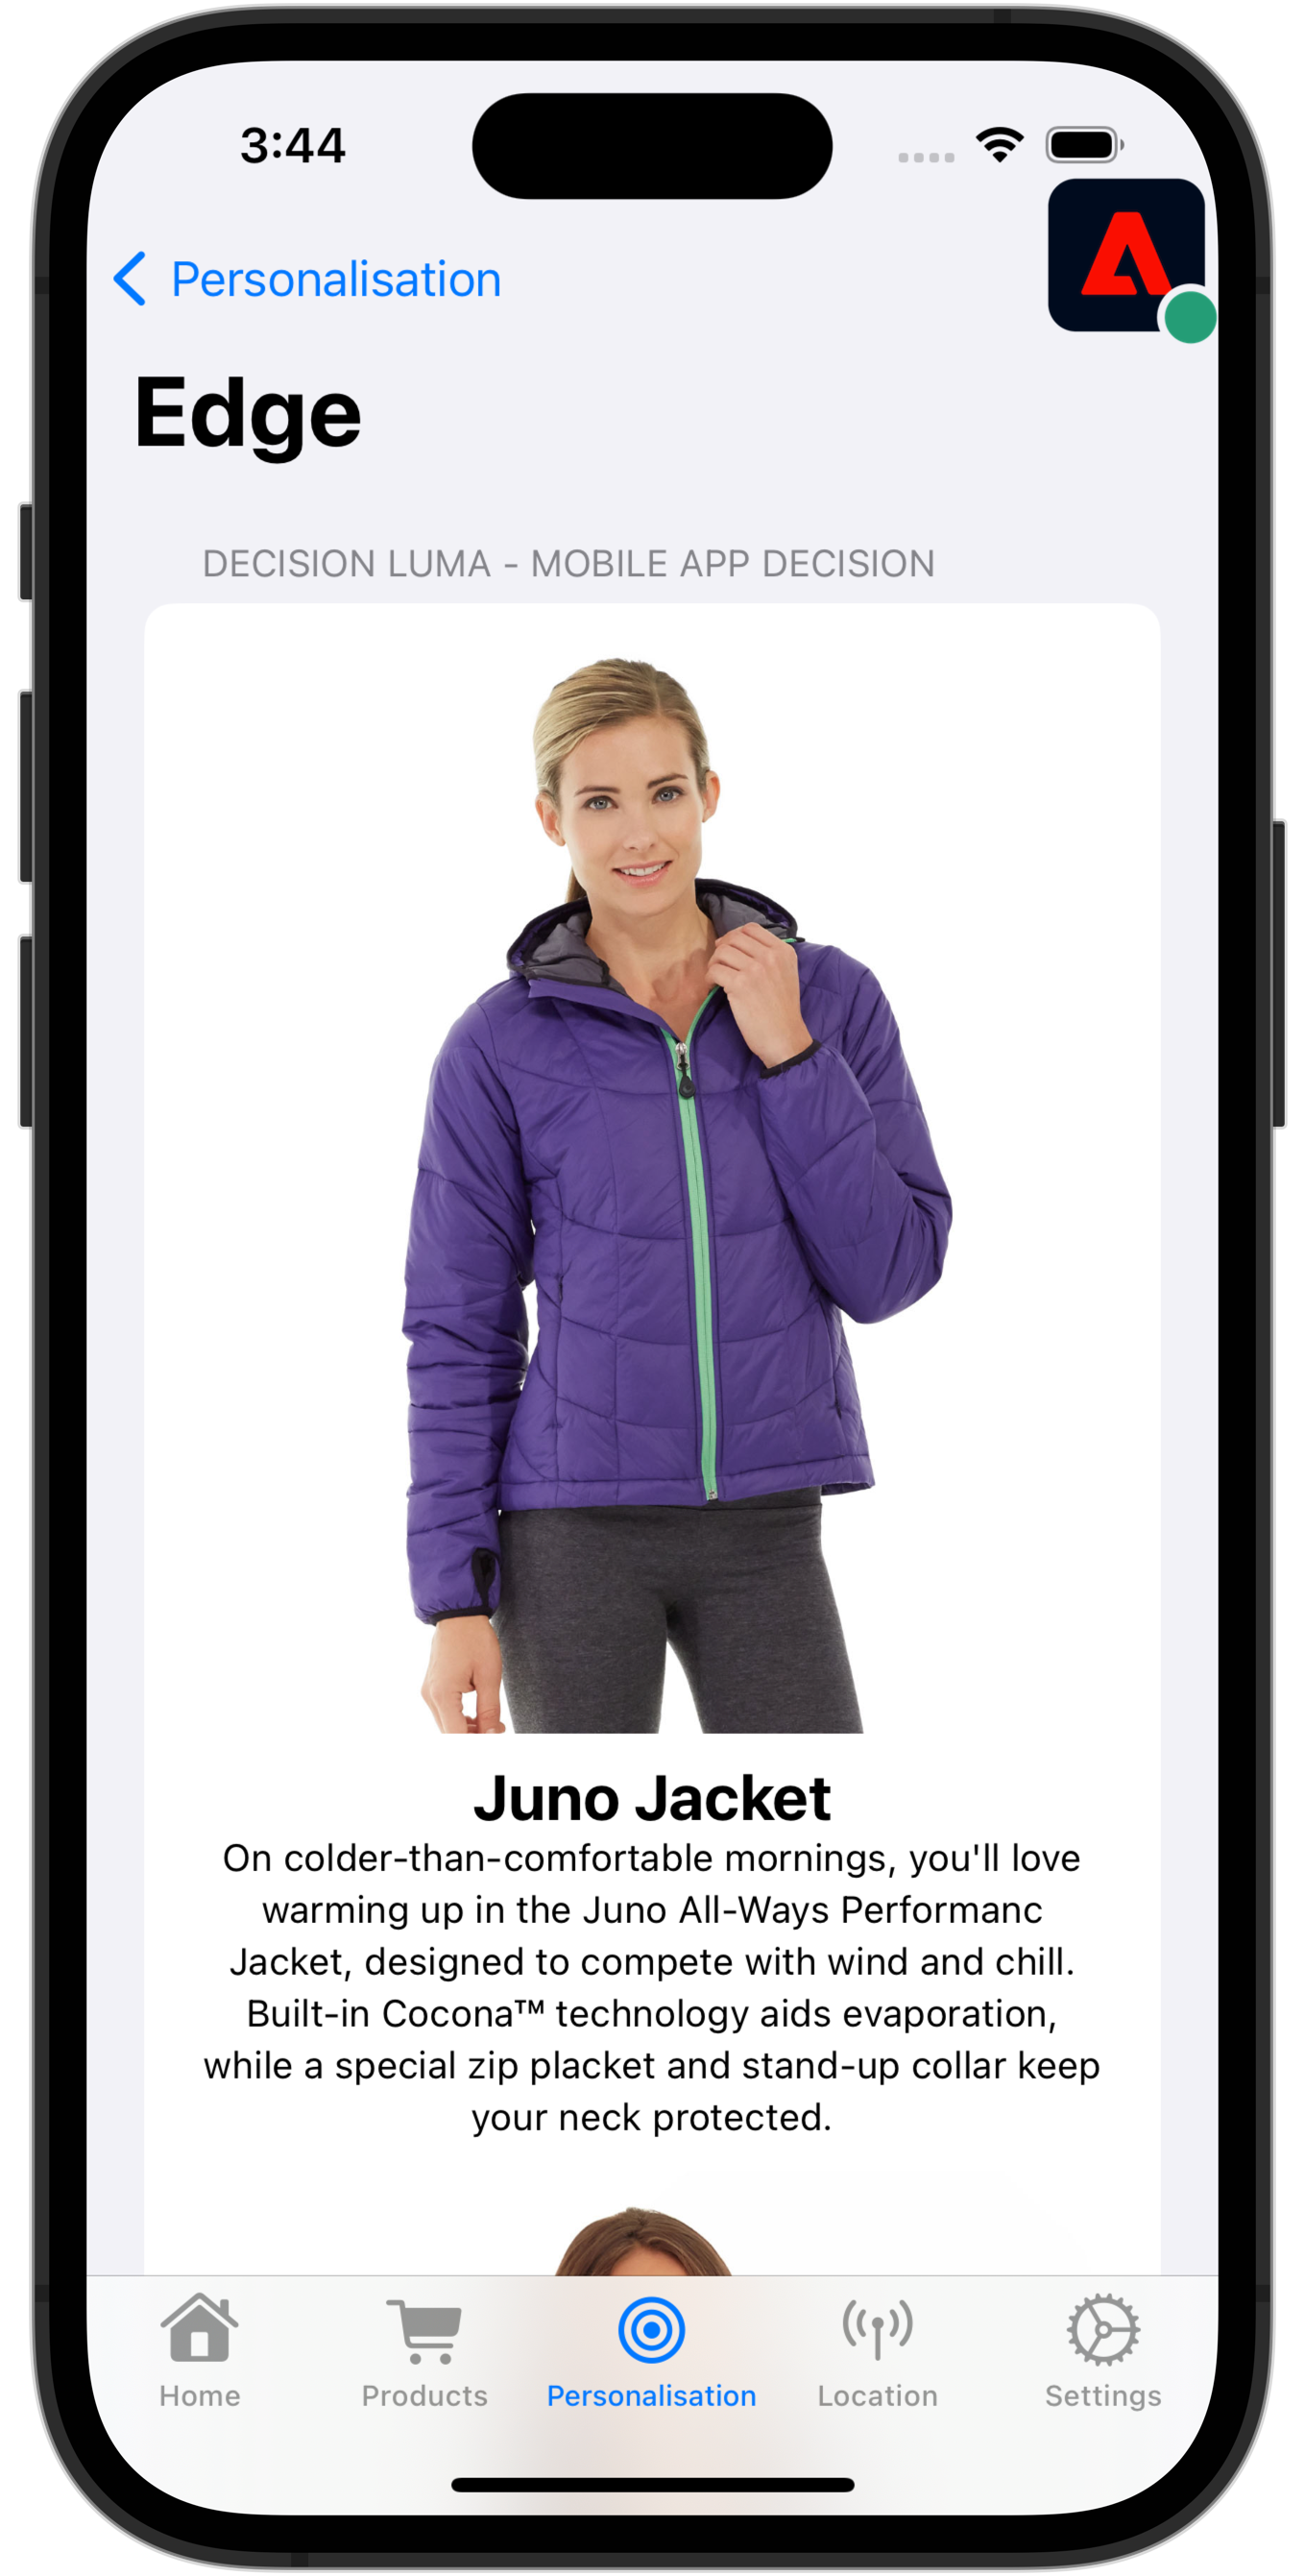 3:44
Personalisation
Edge
DECISION LUMA - MOBILE APP DECISION
Juno Jacket
On colder-than-comfortable mornings, you'll love
warming up in the Juno All-Ways Performanc
Jacket, designed to compete with wind and chill.
Built-in Cocona™ technology aids evaporation,
while a special zip placket and stand-up collar keep
your neck protected.
Home
Products
Personalisation
Location
Settings